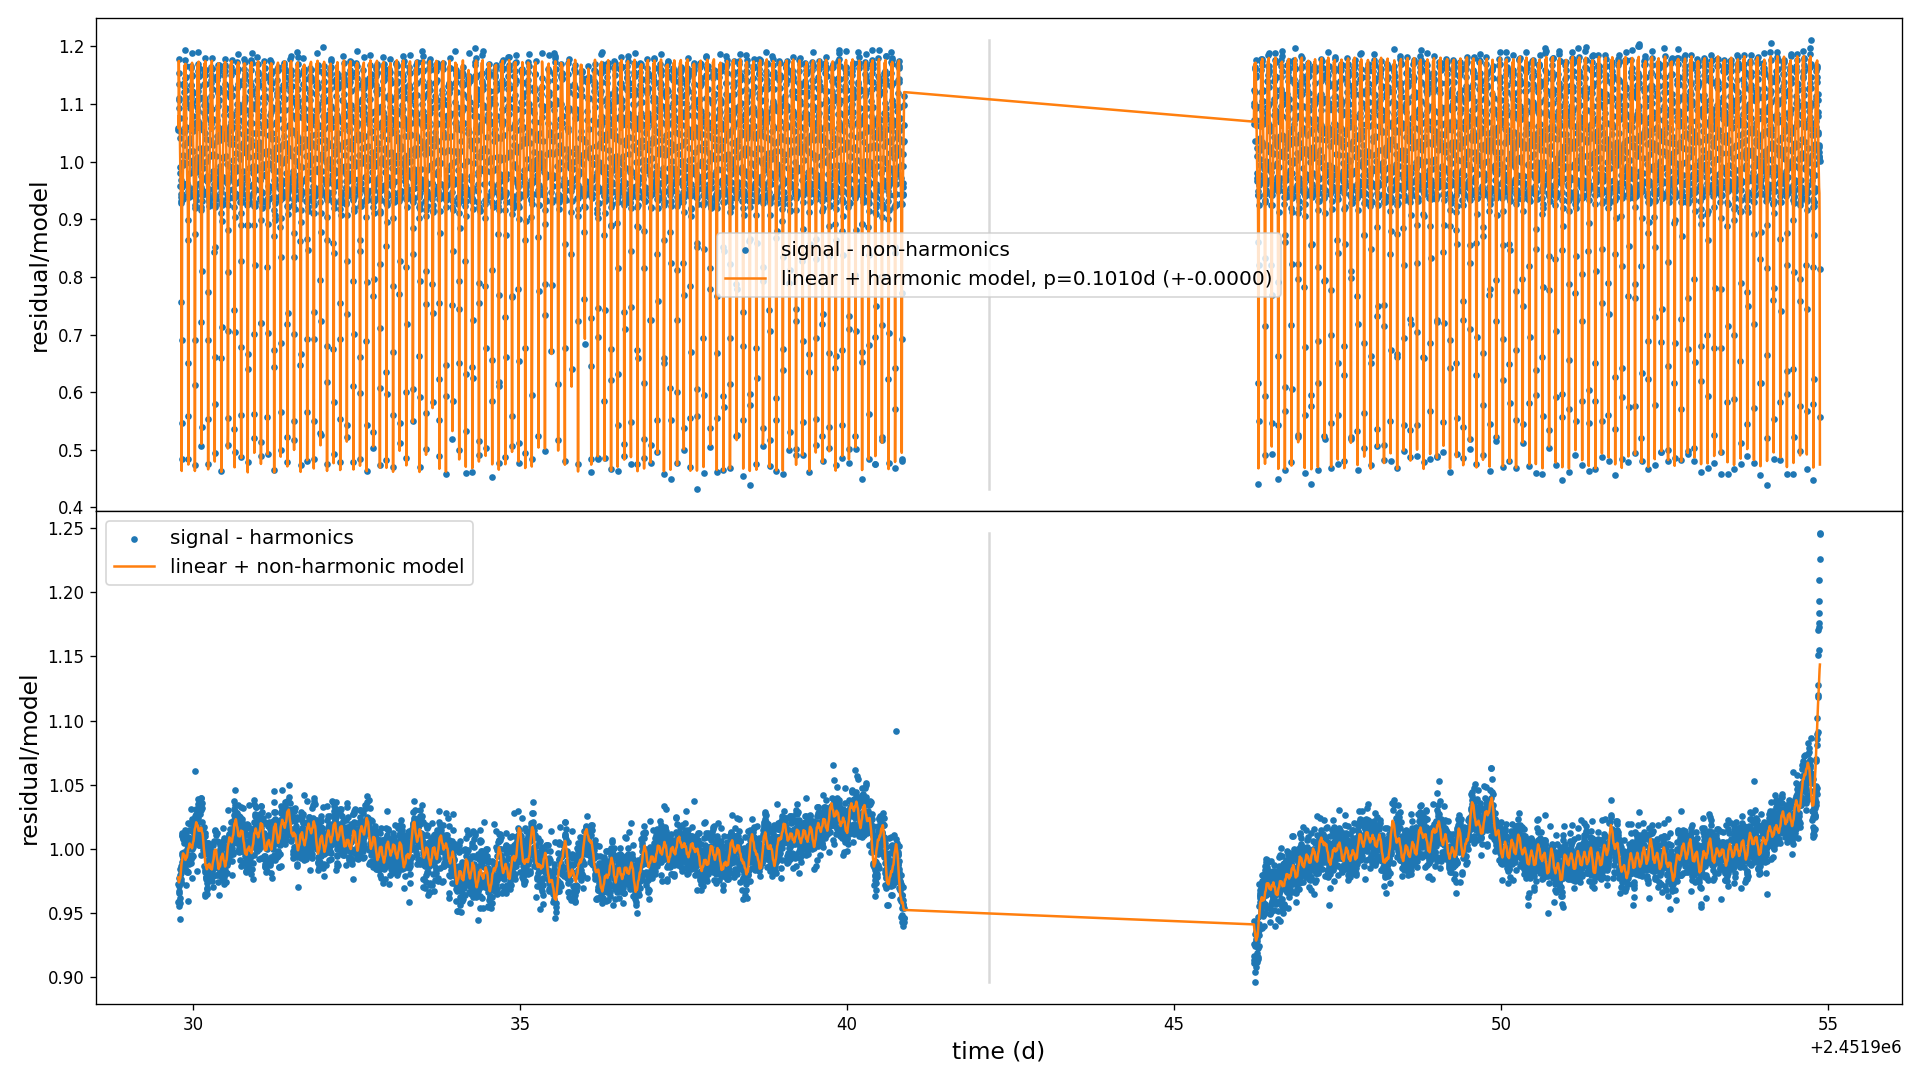 1.2
1.1
1.0
0.9
0.8
0.7
0.6
0.5
0.4
residual/model
signal - non-harmonics
linear + harmonic model, p=0.1010d (+-0.0000)
1.25
1.20
1.15
1.10
1.05
1.00
0.95
0.90
residual/model
signal - harmonics
linear + non-harmonic model
30 35 40 45 50 55
time (d)
+2.4519e6